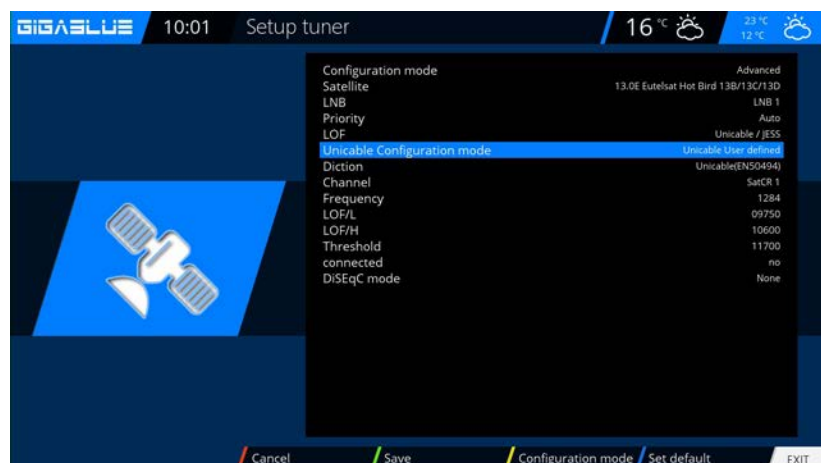 GIGABLUE 10:01 Setup tuner 16 °C 23 °C
12 °C
Configuration mode Advanced
Satellite 13.0E Eutelsat Hot Bird 13B/13C/13D
LNB LNB 1
Priority Auto
LOF Unicable / JESS
Unicable Configuration mode Unicable User defined
Diction Unicable(EN50494)
Channel SatCR 1
Frequency 1284
LOF/L 09750
LOF/H 10600
Threshold 11700
connected no
DiSEqC mode None
Cancel Save Configuration mode Set default EXIT